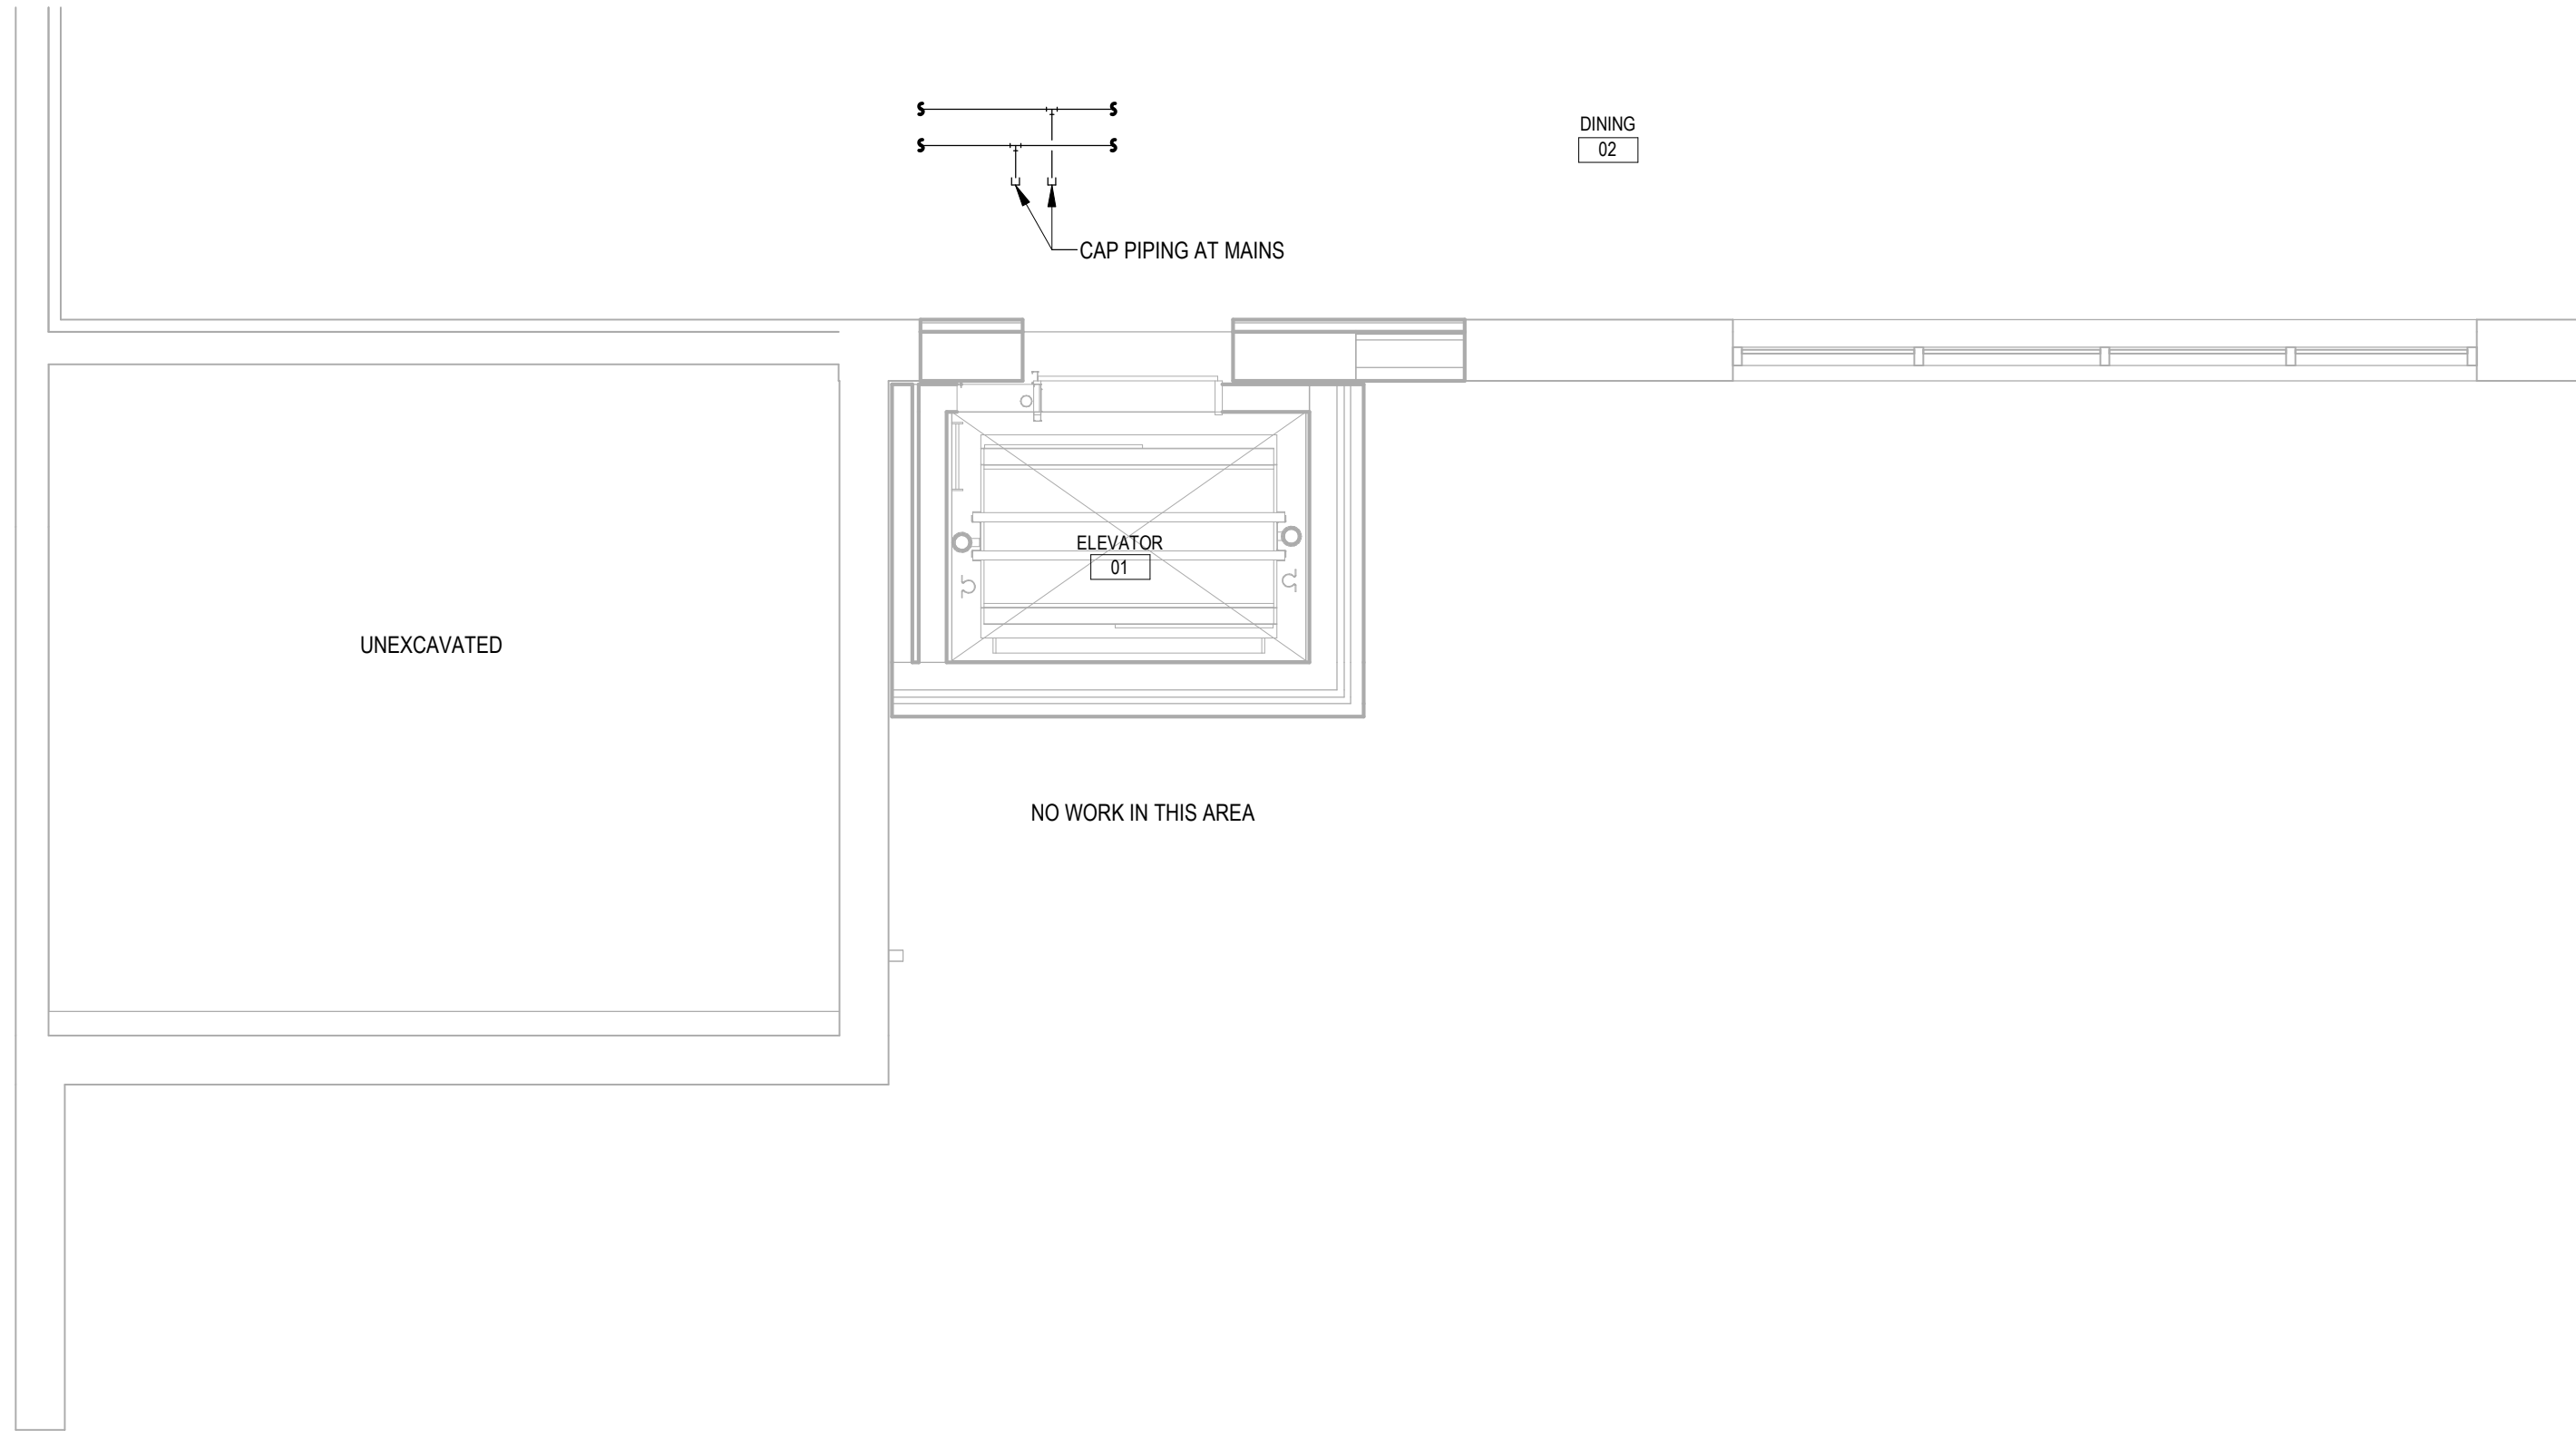 DINING
02
CAP PIPING AT MAINS
ELEVATOR
01
UNEXCAVATED
NO WORK IN THIS AREA